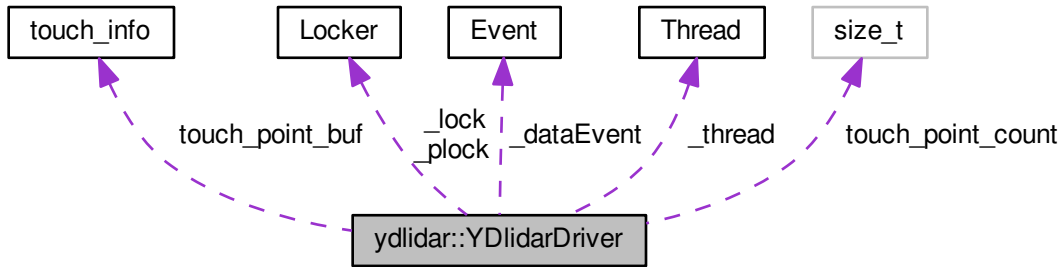 touch_info
Locker
Event
Thread
size_t
touch_point_buf
_lock
_plock
_dataEvent
_thread
touch_point_count
ydlidar::YDlidarDriver